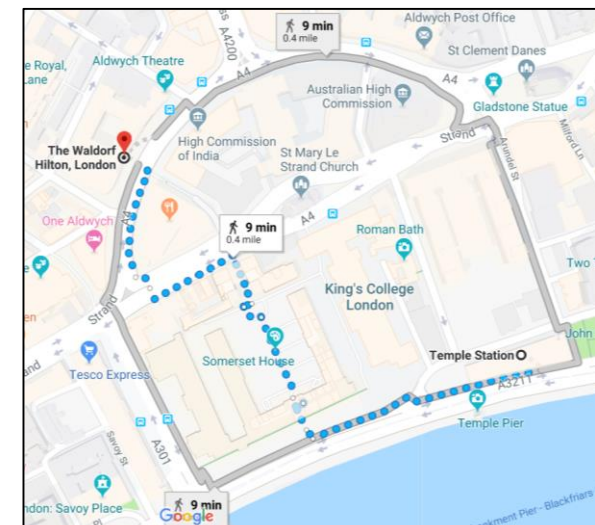 9 min
0.4 mile
Aldwych Post Office
St Clement Danes
Aldwych Theatre
e Royal,
Lane
ss
A4200
A4
A4
Australian High
Commission
Gladstone Statue
High Commission
of India
The Waldorf
Hilton, London
Strand
Arundel St
Milford Ln
St Mary Le
Strand Church
A4
One Aldwych
9 min
0.4 mile
A4
Roman Bath
Two
King's College
London
Strand
Somerset House
Temple Station
John
Tesco Express
A3211
Temple Pier
Savoy St
A301
ndon: Savoy Place
9 min
Google
nkment Pier - Blackfriars